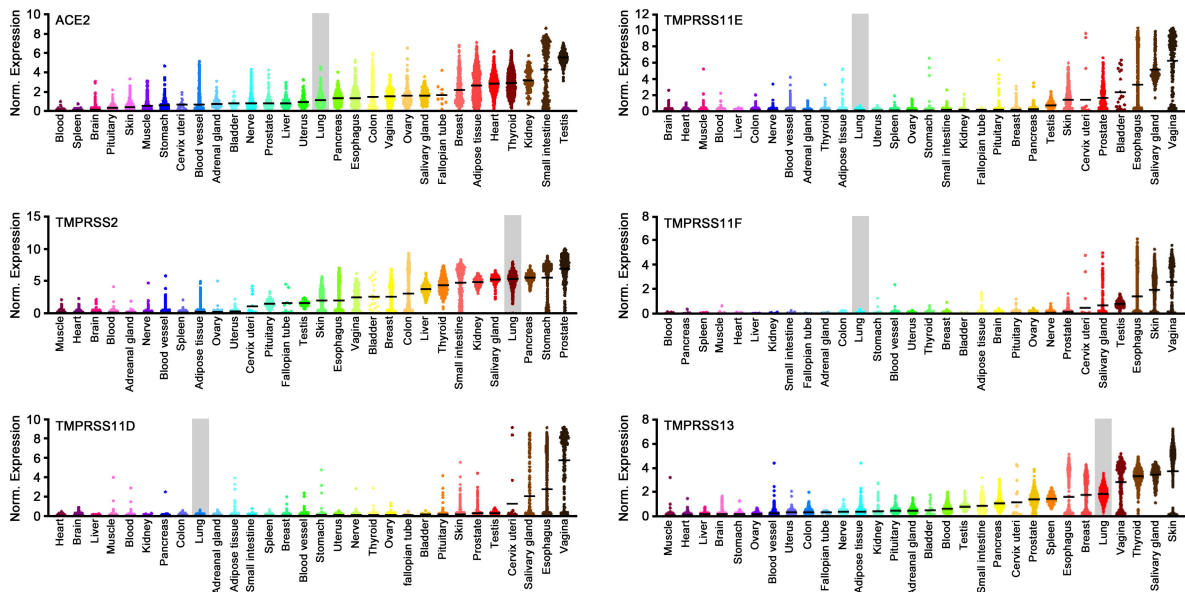 ACE2
Norm. Expression
10
8
6
4
2
0
Blood
Spleen
Brain
Pituitary
Skin
Muscle
Stomach
Cervix uteri
Blood vessel
Adrenal gland
Bladder
Nerve
Prostate
Liver
Uterus
Lung
Pancreas
Esophagus
Colon
Vagina
Ovary
Salivary gland
Fallopian tube
Breast
Adipose tissue
Heart
Thyroid
Kidney
Small intestine
Testis
TMPRSS11E
Norm. Expression
12
10
8
6
4
2
0
Brain
Heart
Muscle
Blood
Liver
Colon
Nerve
Blood vessel
Adrenal gland
Thyroid
Adipose tissue
Lung
Uterus
Spleen
Ovary
Stomach
Small intestine
Kidney
Fallopian tube
Pituitary
Breast
Pancreas
Testis
Skin
Cervix uteri
Prostate
Bladder
Esophagus
Salivary gland
Vagina
TMPRSS2
Norm. Expression
15
10
5
0
Muscle
Heart
Brain
Blood
Adreanal gland
Nerve
Blood vessel
Spleen
Adipose tissue
Ovary
Uterus
Cervix uteri
Pituitary
Fallopian tube
Testis
Skin
Esophagus
Vagina
Bladder
Breast
Colon
Liver
Thyroid
Small intestine
Kidney
Salivary gland
Lung
Pancreas
Stomach
Prostate
TMPRSS11F
Norm. Expression
8
6
4
2
0
Blood
Pancreas
Spleen
Muscle
Heart
Liver
Kidney
Small intestine
Fallopian tube
Adrenal gland
Colon
Lung
Stomach
Blood vessel
Uterus
Thyroid
Breast
Bladder
Adipose tissue
Brain
Pituitary
Ovary
Nerve
Prostate
Cervix uteri
Salivary gland
Testis
Esophagus
Skin
Vagina
TMPRSS11D
Norm. Expression
10
8
6
4
2
0
Heart
Brain
Liver
Muscle
Blood
Kidney
Pancreas
Colon
Lung
Adreanal gland
Adipose tissue
Small intestine
Spleen
Breast
Uterus
Blood vessel
Stomach
Uterus
Nerve
Thyroid
Ovary
fallopian tube
Bladder
Pituitary
Skin
Prostate
Testis
Cervix uteri
Salivary gland
Esophagus
Vagina
TMPRSS13
Norm. Expression
8
6
4
2
0
Muscle
Heart
Liver
Brain
Stomach
Ovary
Blood vessel
Uterus
Colon
Fallopian tube
Nerve
Adipose tissue
Kidney
Pituitary
Adreanal gland
Bladder
Blood
Testis
Small intestine
Pancreas
Cervix uteri
Prostate
Spleen
Esophagus
Breast
Lung
Vagina
Thyroid
Salivary gland
Skin